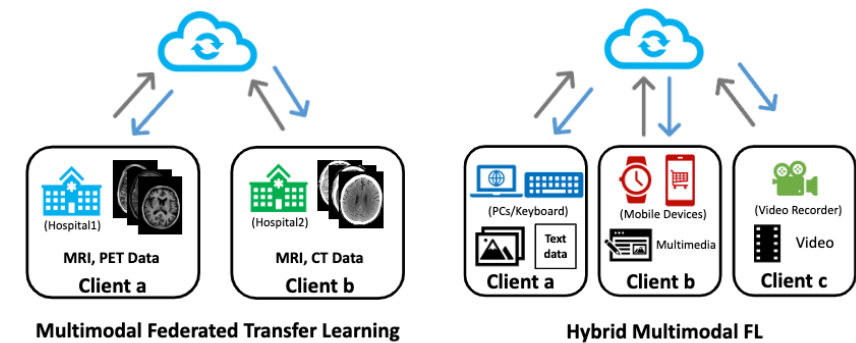 (Hospital1)
MRI, PET Data
Client a
(Hospital2)
MRI, CT Data
Client b
Multimodal Federated Transfer Learning
(PCs/Keyboard)
Text
data
Client a
(Mobile Devices)
Multimedia
Client b
(Video Recorder)
Video
Client c
Hybrid Multimodal FL